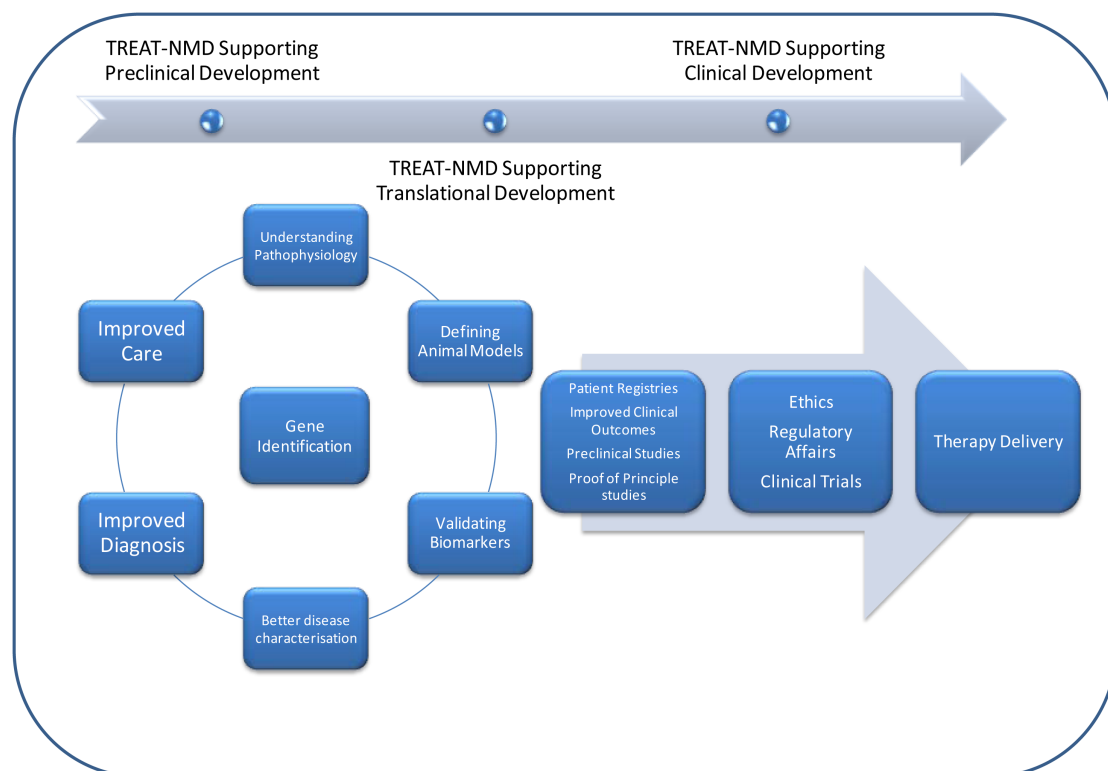 TREAT-NMD Supporting
Preclinical Development
TREAT-NMD Supporting
Clinical Development
TREAT-NMD Supporting
Translational Development
Understanding
Pathophysiology
Improved
Care
Defining
Animal Models
Gene
Identification
Improved
Diagnosis
Validating
Biomarkers
Better disease
characterisation
Patient Registries
Improved Clinical
Outcomes
Preclinical Studies
Proof of Principle
studies
Ethics
Regulatory
Affairs
Clinical Trials
Therapy Delivery